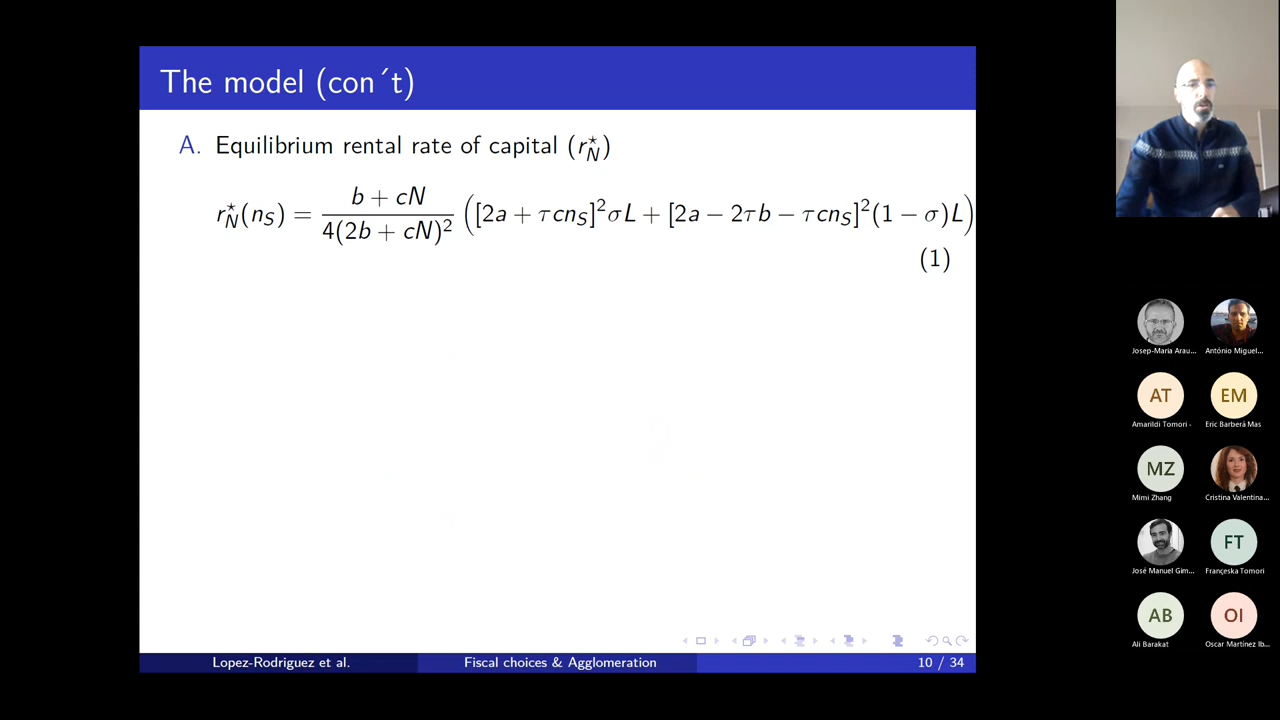 The model (con´t)
A. Equilibrium rental rate of capital (r⋆_N)
r⋆_N(n_S) = b + cN / 4(2b + cN)² ([2a + τcn_S]²σL + [2a − 2τb − τcn_S]²(1 − σ)L)
(1)
Lopez-Rodriguez et al.
Fiscal choices & Agglomeration
10 / 34
Josep-Maria Arau...
António Miguel...
AT
EM
Amarildi Tomori -
Eric Barberá Mas
MZ
Mimi Zhang
Cristina Valentina...
FT
José Manuel Gim...
Françeska Tomori
AB
OI
Ali Barakat
Oscar Martínez Ib...